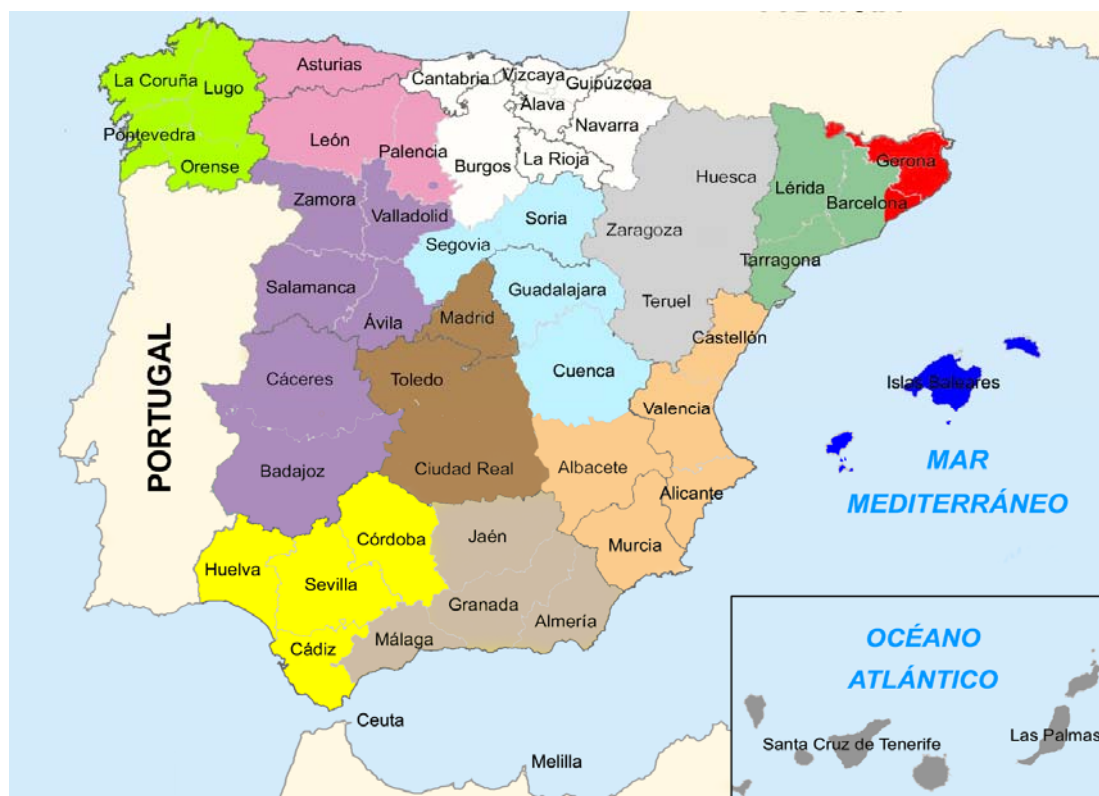 Asturias
Cantabria
Vizcaya
Guipúzcoa
La Coruña
Lugo
Álava
Navarra
Pontevedra
León
Palencia
Burgos
La Rioja
Orense
Huesca
Lérida
Gerona
Barcelona
Zamora
Valladolid
Soria
Zaragoza
Segovia
Tarragona
Salamanca
Guadalajara
Teruel
Ávila
Madrid
Castellón
PORTUGAL
Cáceres
Toledo
Cuenca
Islas Baleares
Valencia
Badajoz
Ciudad Real
Albacete
Alicante
MAR
MEDITERRÁNEO
Huelva
Córdoba
Jaén
Murcia
Sevilla
Granada
Almería
Cádiz
Málaga
OCÉANO
ATLÁNTICO
Ceuta
Melilla
Santa Cruz de Tenerife
Las Palmas